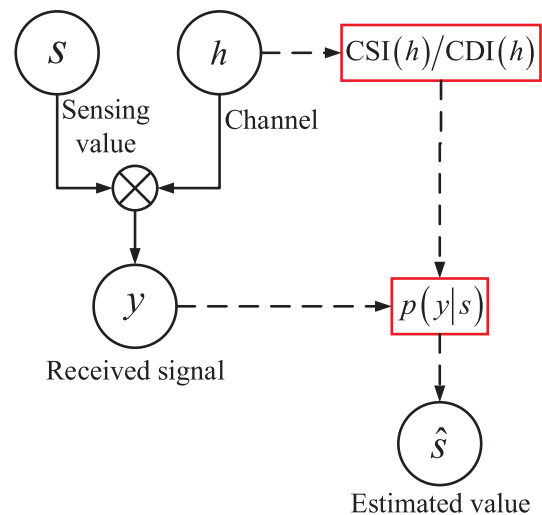 s
h
CSI(h)/CDI(h)
Sensing
value
Channel
y
p(y|s)
Received signal
ŝ
Estimated value